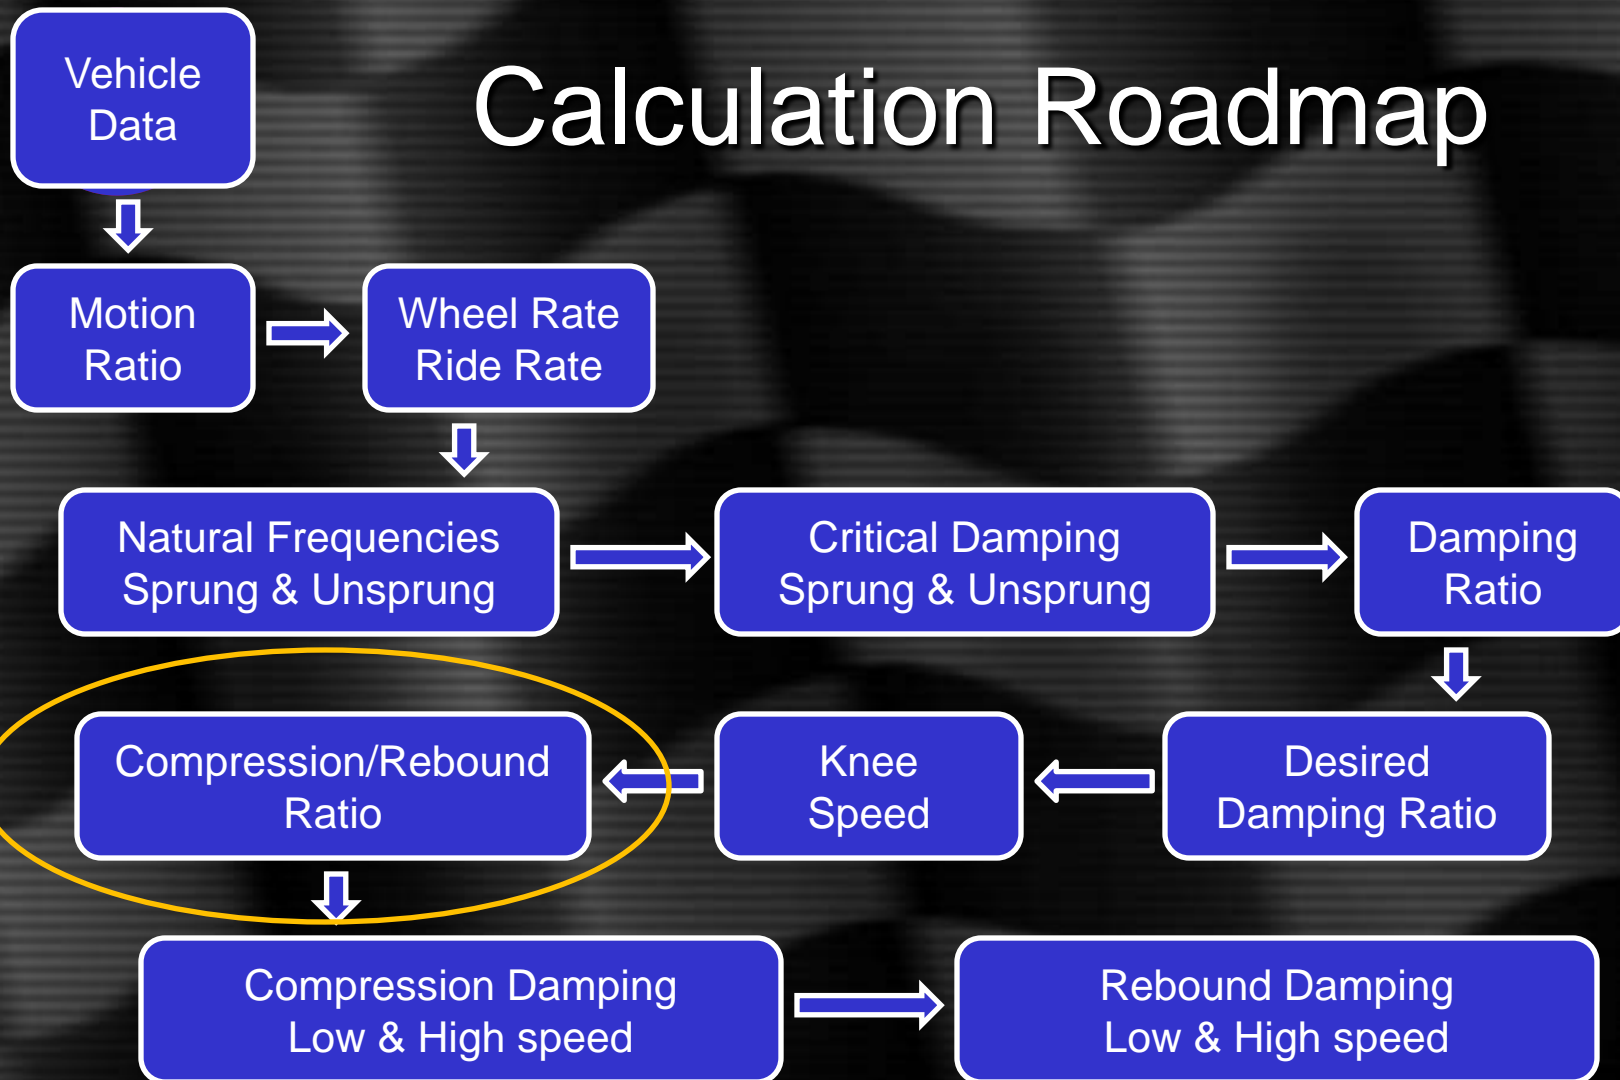 Vehicle
Data
Calculation Roadmap
Motion
Ratio
Wheel Rate
Ride Rate
Natural Frequencies
Sprung & Unsprung
Critical Damping
Sprung & Unsprung
Damping
Ratio
Compression/Rebound
Ratio
Knee
Speed
Desired
Damping Ratio
Compression Damping
Low & High speed
Rebound Damping
Low & High speed